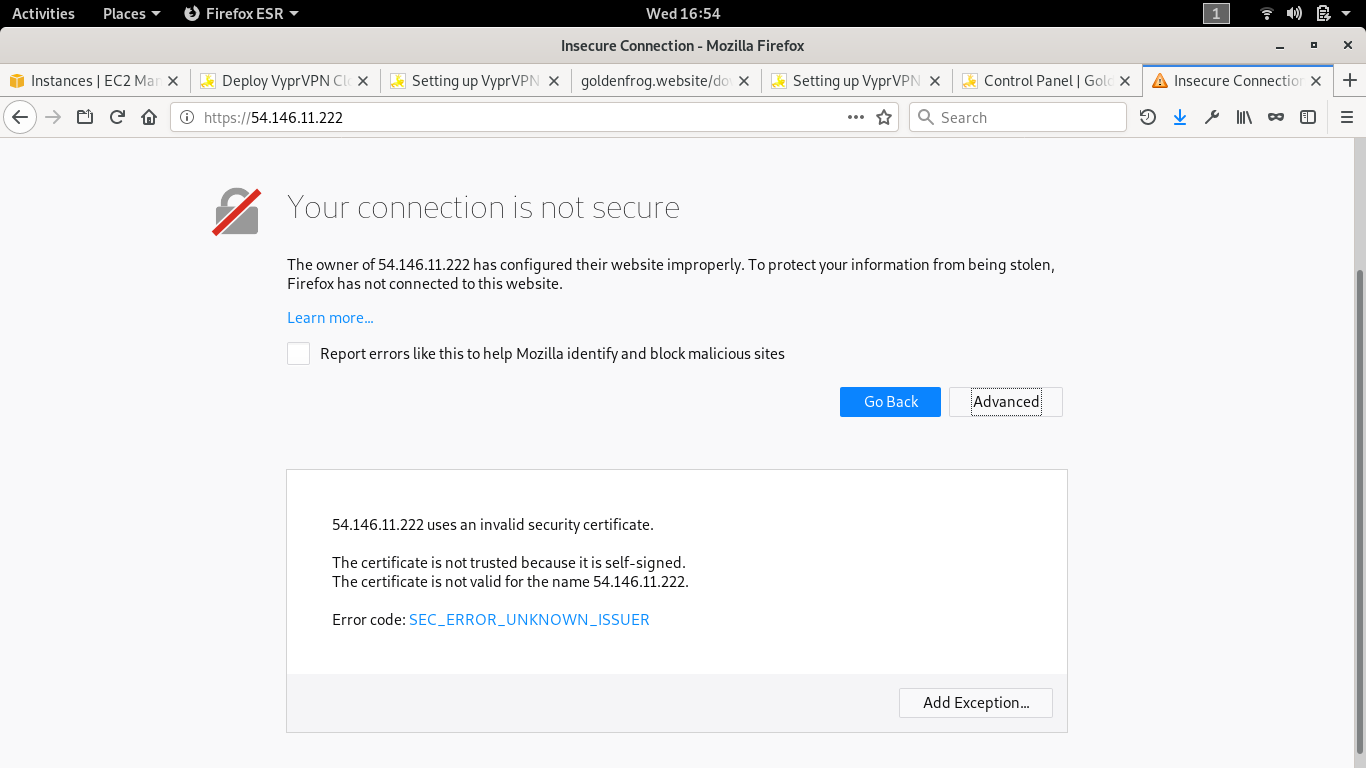 Activities Places Firefox ESR Wed 16:54 1
Insecure Connection - Mozilla Firefox
Instances | EC2 Man Deploy VyprVPN Clo Setting up VyprVPN goldenfrog.website/dov Setting up VyprVPN Control Panel | Gold Insecure Connection
https://54.146.11.222 Search
Your connection is not secure
The owner of 54.146.11.222 has configured their website improperly. To protect your information from being stolen,
Firefox has not connected to this website.
Learn more…
Report errors like this to help Mozilla identify and block malicious sites
Go Back Advanced
54.146.11.222 uses an invalid security certificate.
The certificate is not trusted because it is self-signed.
The certificate is not valid for the name 54.146.11.222.
Error code: SEC_ERROR_UNKNOWN_ISSUER
Add Exception…